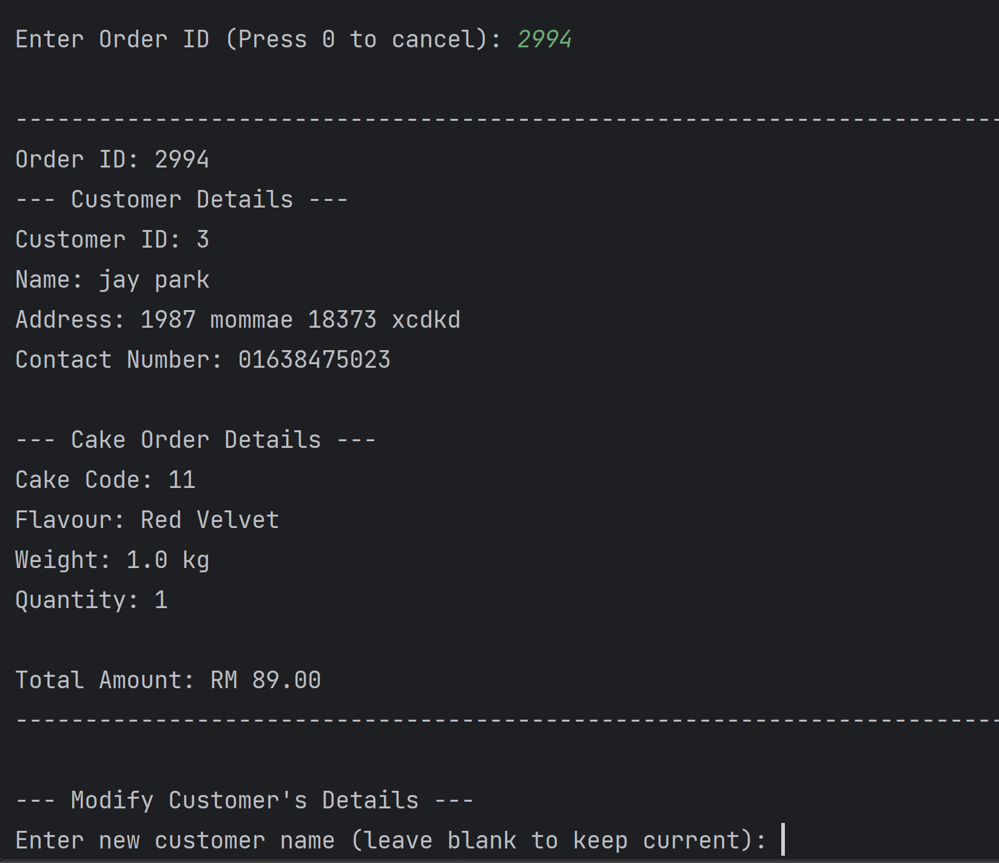 Enter Order ID (Press 0 to cancel): 2994
-----------------------------------------------------------------------
Order ID: 2994
--- Customer Details ---
Customer ID: 3
Name: jay park
Address: 1987 mommae 18373 xcdkd
Contact Number: 01638475023
--- Cake Order Details ---
Cake Code: 11
Flavour: Red Velvet
Weight: 1.0 kg
Quantity: 1
Total Amount: RM 89.00
-----------------------------------------------------------------------
--- Modify Customer's Details ---
Enter new customer name (leave blank to keep current):